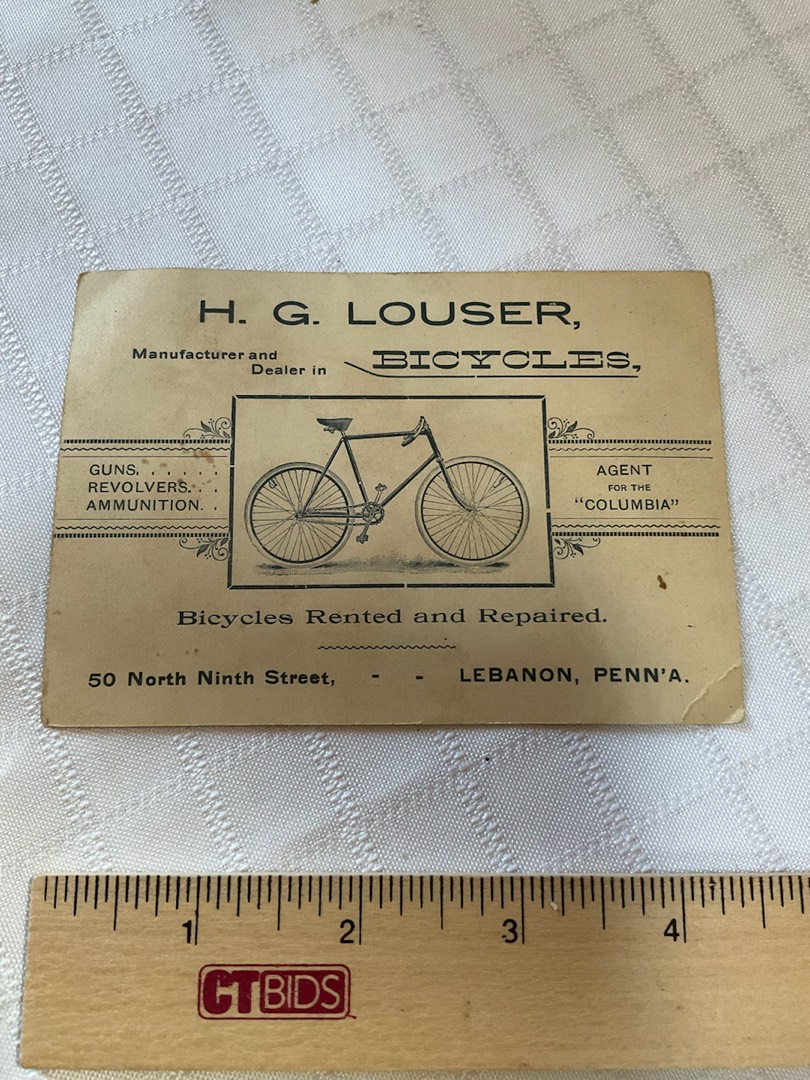 H. G. LOUSER,
Manufacturer and
Dealer in
BICYCLES,
GUNS. . . . . .
REVOLVERS. . .
AMMUNITION. .
AGENT
FOR THE
“COLUMBIA”
Bicycles Rented and Repaired.
50 North Ninth Street, - - LEBANON, PENN'A.
1 2 3 4
CTBIDS